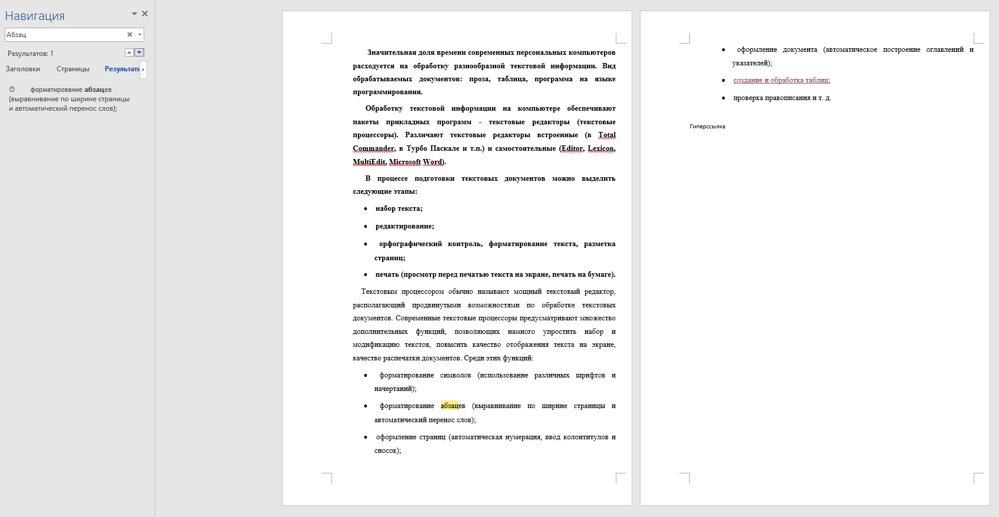 Навигация
Абзац
Результатов: 1
Заголовки Страницы Результать
форматирование абзацев
(выравнивание по ширине страницы
и автоматический перенос слов);
Значительная доля времени современных персональных компьютеров
расходуется на обработку разнообразной текстовой информации. Вид
обрабатываемых документов: проза, таблица, программа на языке
программирования.
Обработку текстовой информации на компьютере обеспечивают
пакеты прикладных программ - текстовые редакторы (текстовые
процессоры). Различают текстовые редакторы встроенные (в Total
Commander, в Турбо Паскале и т.п.) и самостоятельные (Editor, Lexicon,
MultiEdit, Microsoft Word).
В процессе подготовки текстовых документов можно выделить
следующие этапы:
• набор текста;
• редактирование;
• орфографический контроль, форматирование текста, разметка
страниц;
• печать (просмотр перед печатью текста на экране, печать на бумаге).
Текстовым процессором обычно называют мощный текстовый редактор,
располагающий продвинутыми возможностями по обработке текстовых
документов. Современные текстовые процессоры предусматривают множество
дополнительных функций, позволяющих намного упростить набор и
модификацию текстов, повысить качество отображения текста на экране,
качество распечатки документов. Среди этих функций:
• форматирование символов (использование различных шрифтов и
начертаний);
• форматирование абзацев (выравнивание по ширине страницы и
автоматический перенос слов);
• оформление страниц (автоматическая нумерация, ввод колонтитулов и
сносок);
• оформление документа (автоматическое построение оглавлений и
указателей);
• создание и обработка таблиц;
• проверка правописания и т. д.
Гиперссылка